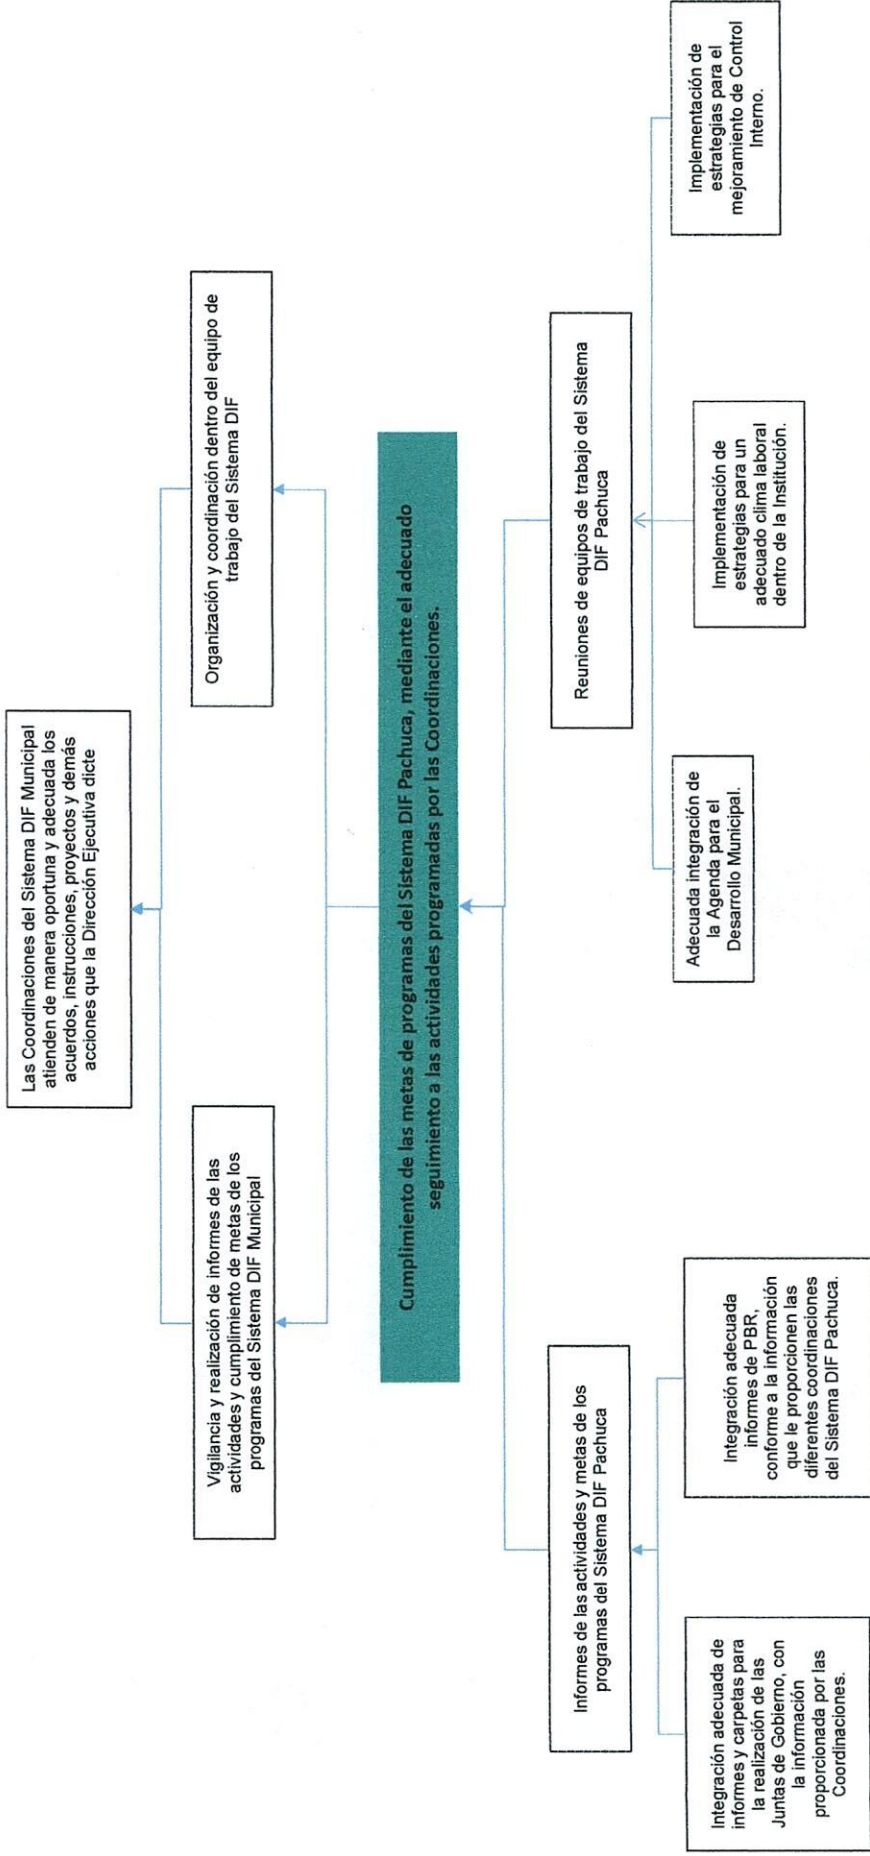 Las Coordinaciones del Sistema DIF Municipal
atienden de manera oportuna y adecuada los
acuerdos, instrucciones, proyectos y demás
acciones que la Dirección Ejecutiva dicte
Vigilancia y realización de informes de las
actividades y cumplimiento de metas de los
programas del Sistema DIF Municipal
Organización y coordinación dentro del equipo de
trabajo del Sistema DIF
Cumplimiento de las metas de programas del Sistema DIF Pachuca, mediante el adecuado
seguimiento a las actividades programadas por las Coordinaciones.
Informes de las actividades y metas de los
programas del Sistema DIF Pachuca
Reuniones de equipos de trabajo del Sistema
DIF Pachuca
Integración adecuada de
informes y carpetas para
la realización de las
Juntas de Gobierno, con
la información
proporcionada por las
Coordinaciones.
Integración adecuada
informes de PBR,
conforme a la información
que le proporcionen las
diferentes coordinaciones
del Sistema DIF Pachuca.
Adecuada integración de
la Agenda para el
Desarrollo Municipal.
Implementación de
estrategias para un
adecuado clima laboral
dentro de la Institución.
Implementación de
estrategias para el
mejoramiento de Control
Interno.